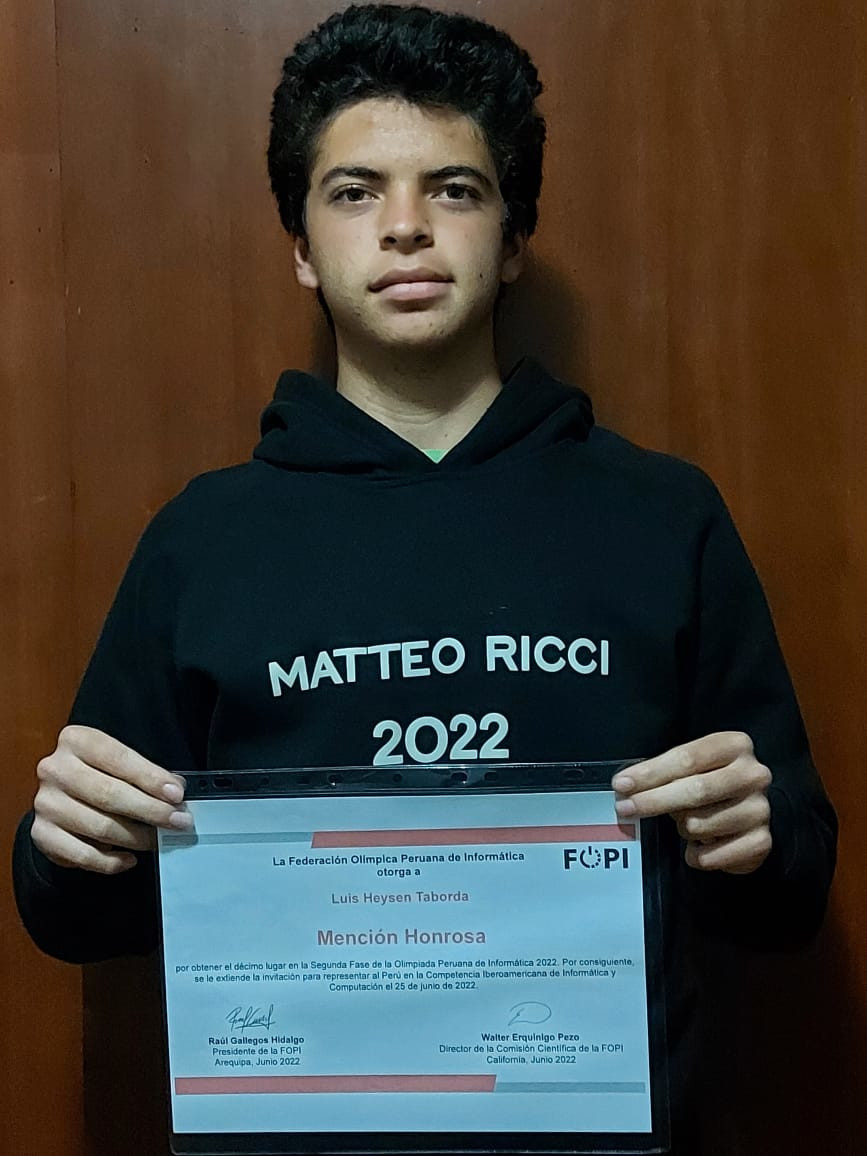 MATTEO RICCI
2022
La Federación Olímpica Peruana de Informática
otorga a
FOPI
Luis Heysen Taborda
Mención Honrosa
por obtener el décimo lugar en la Segunda Fase de la Olimpiada Peruana de Informática 2022. Por consiguiente,
se le extiende la invitación para representar al Perú en la Competencia Iberoamericana de Informática y
Computación el 25 de junio de 2022.
Raúl Gallegos Hidalgo
Presidente de la FOPI
Arequipa, Junio 2022
Walter Erquinigo Pezo
Director de la Comisión Científica de la FOPI
California, Junio 2022